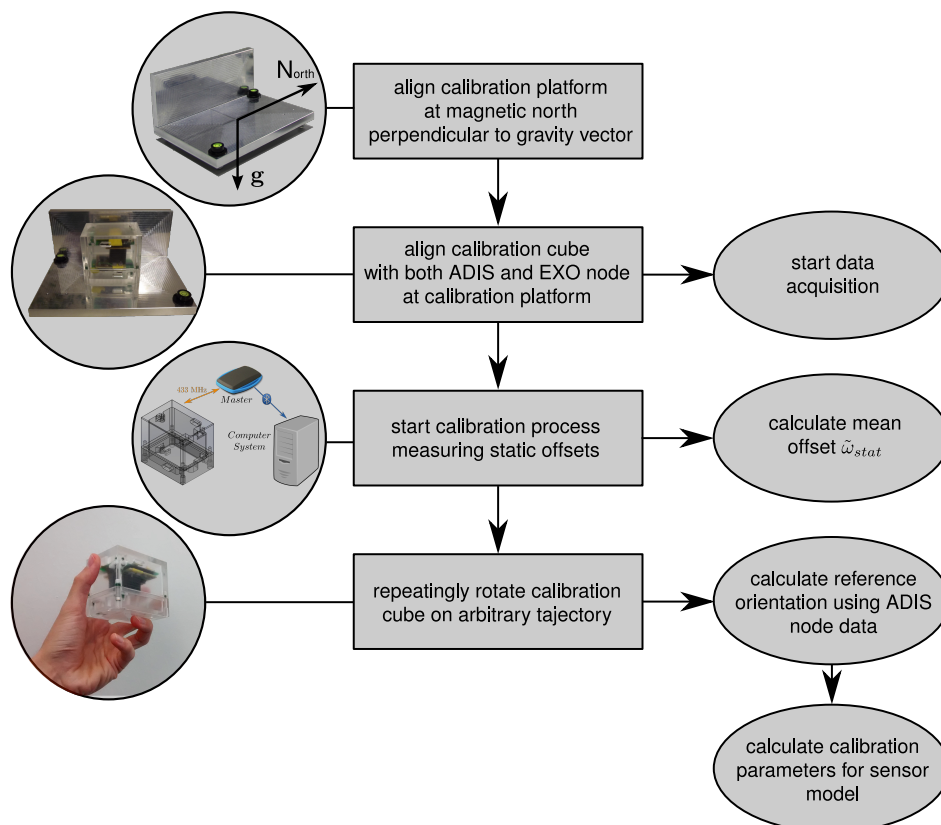 North
g
align calibration platform
at magnetic north
perpendicular to gravity vector
align calibration cube
with both ADIS and EXO node
at calibration platform
start data
acquisition
433 MHz
Master
Computer
System
start calibration process
measuring static offsets
calculate mean
offset ω̃stat
repeatingly rotate calibration
cube on arbitrary tajectory
calculate reference
orientation using ADIS
node data
calculate calibration
parameters for sensor
model